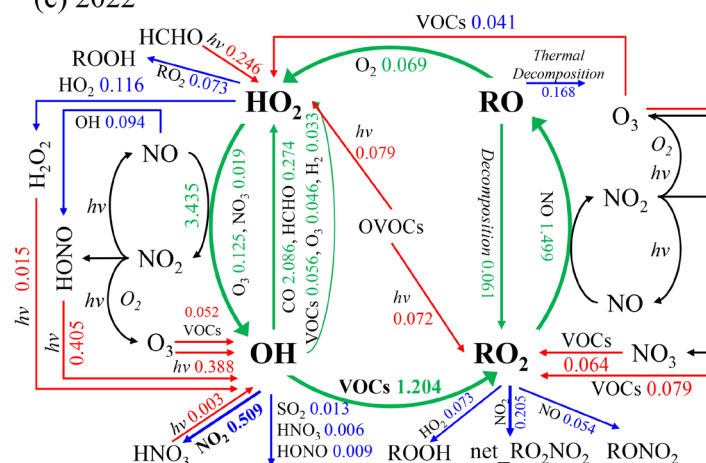 (c) 2022
VOCs 0.041
HCHO
hv 0.246
ROOH
RO₂ 0.073
O₂ 0.069
Thermal
Decomposition
0.168
HO₂ 0.116
HO₂
RO
O₃
OH 0.094
H₂O₂
NO
hv
3.435
O₃ 0.125, NO₃ 0.019
CO 2.086, HCHO 0.274
VOCs 0.056, O₃ 0.046, H₂ 0.033
hv
0.079
Decomposition 0.061
NO 1.499
O₂
hv
NO₂
OVOCs
HONO
NO₂
hv
hv
O₂
hv 0.015
hv 0.405
hv
0.072
NO
0.052
VOCs
O₃
hv 0.388
OH
RO₂
VOCs
0.064
NO₃
VOCs 0.079
VOCs 1.204
hv 0.003
NO₂ 0.509
HNO₃
SO₂ 0.013
HNO₃ 0.006
HONO 0.009
HO₂ 0.073
NO₂
0.205
NO 0.054
ROOH
net_RO₂NO₂
RONO₂